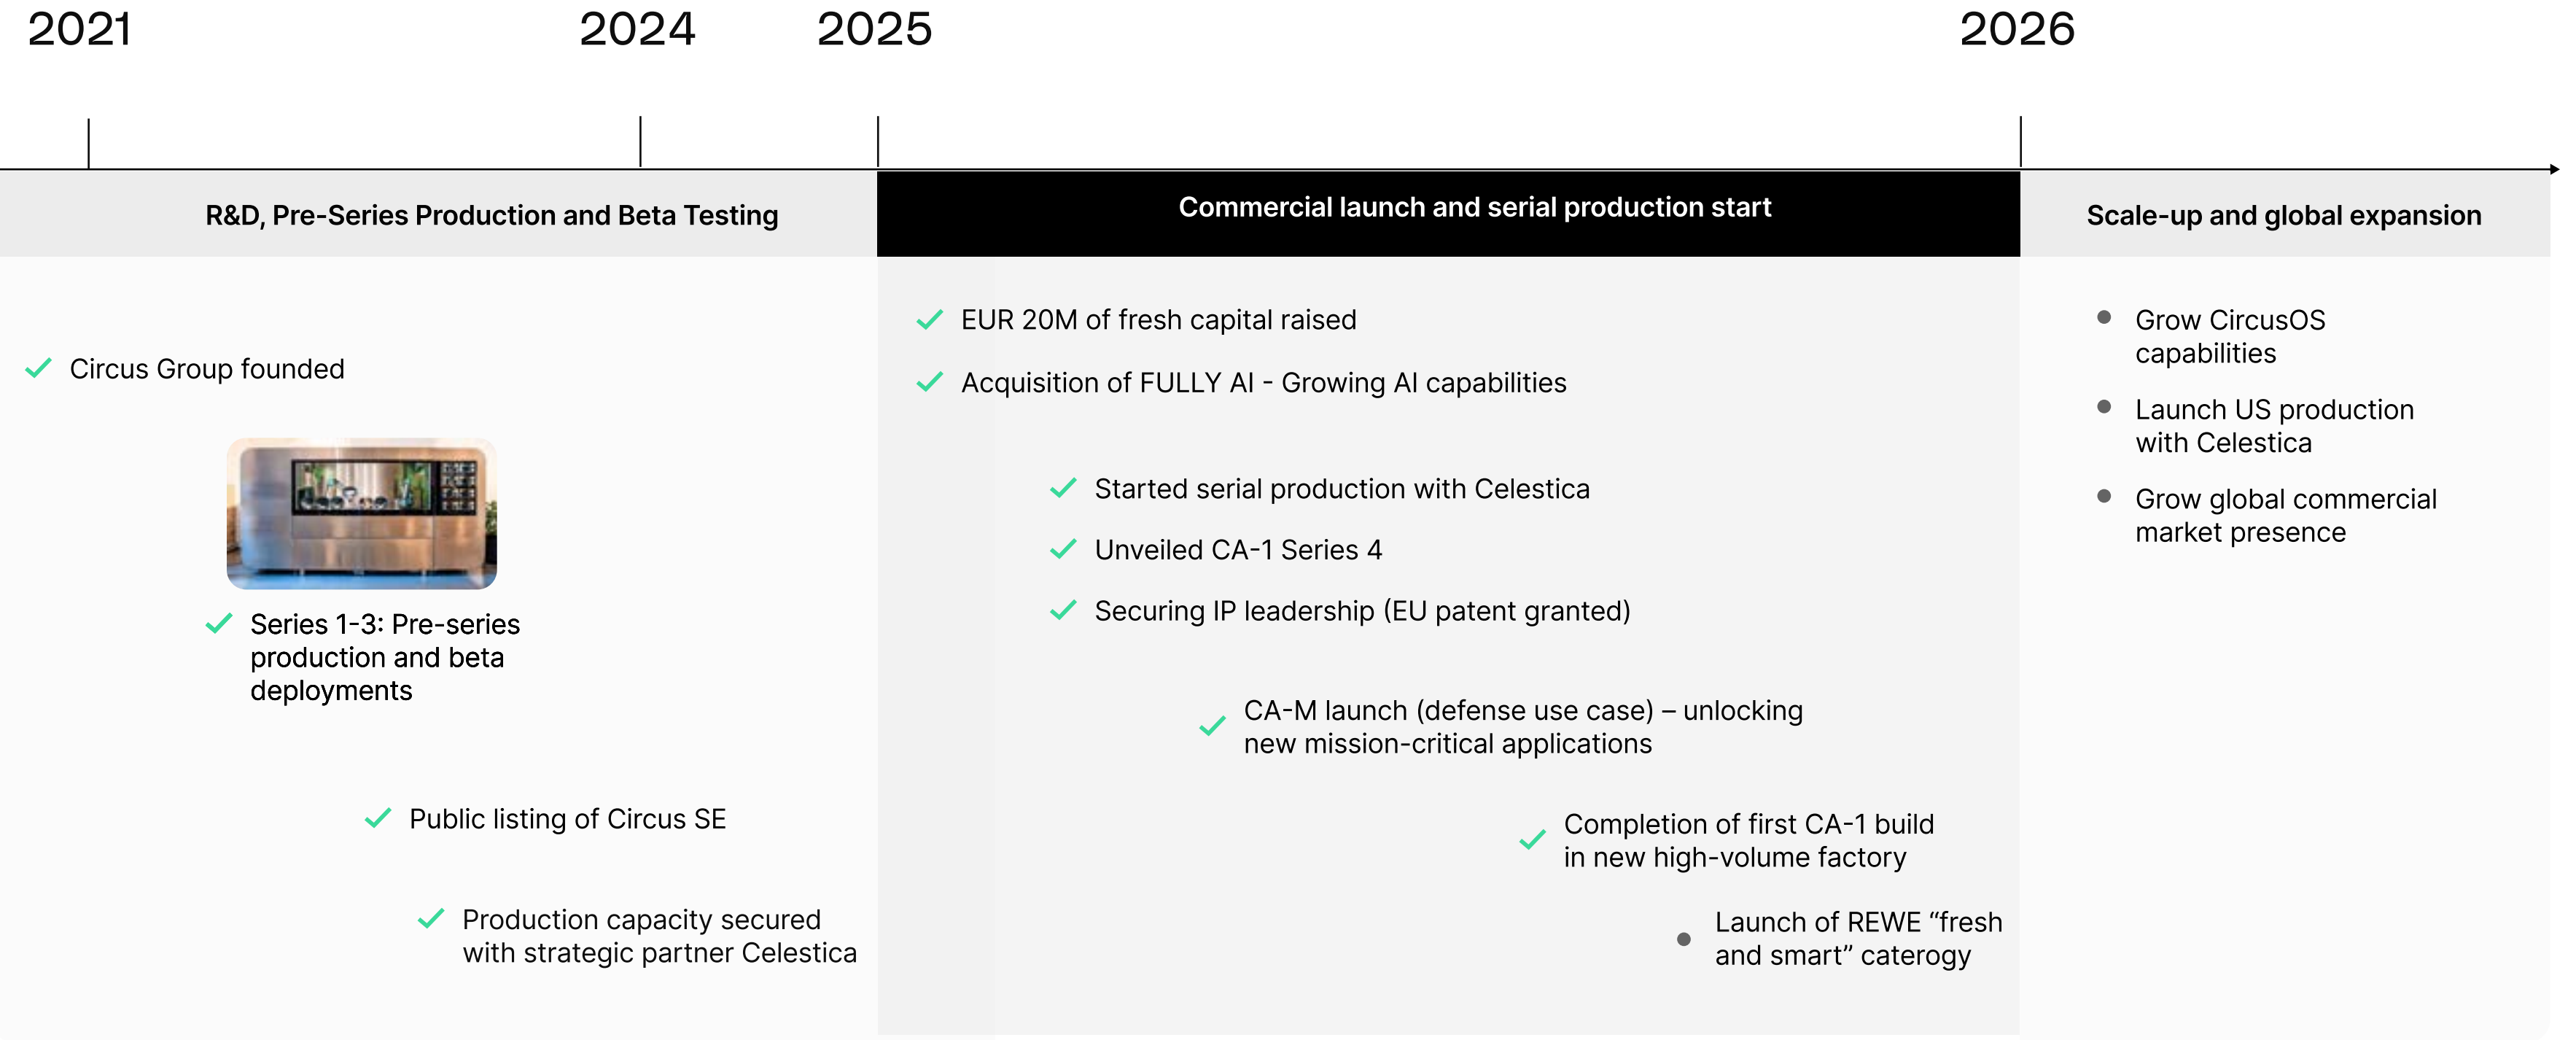 2021
2024
2025
2026
R&D, Pre-Series Production and Beta Testing
Commercial launch and serial production start
Scale-up and global expansion
Circus Group founded
Series 1-3: Pre-series
production and beta
deployments
Public listing of Circus SE
Production capacity secured
with strategic partner Celestica
EUR 20M of fresh capital raised
Acquisition of FULLY AI - Growing AI capabilities
Started serial production with Celestica
Unveiled CA-1 Series 4
Securing IP leadership (EU patent granted)
CA-M launch (defense use case) – unlocking
new mission-critical applications
Completion of first CA-1 build
in new high-volume factory
Launch of REWE “fresh
and smart” caterogy
Grow CircusOS
capabilities
Launch US production
with Celestica
Grow global commercial
market presence